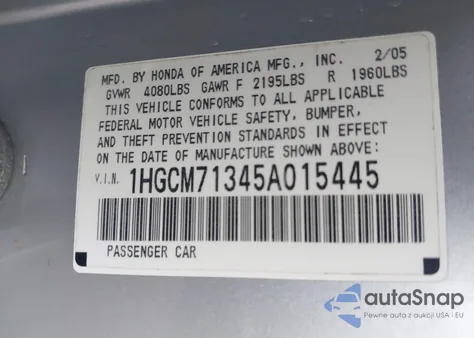 MFD. BY HONDA OF AMERICA MFG., INC. 2/05
GVWR 4080LBS GAWR F 2195LBS R 1960LBS
THIS VEHICLE CONFORMS TO ALL APPLICABLE
FEDERAL MOTOR VEHICLE SAFETY, BUMPER,
AND THEFT PREVENTION STANDARDS IN EFFECT
ON THE DATE OF MANUFACTURE SHOWN ABOVE:
V.I.N. 1HGCM71345A015445
PASSENGER CAR
autoSnap
Pewne auta z aukcji USA i EU